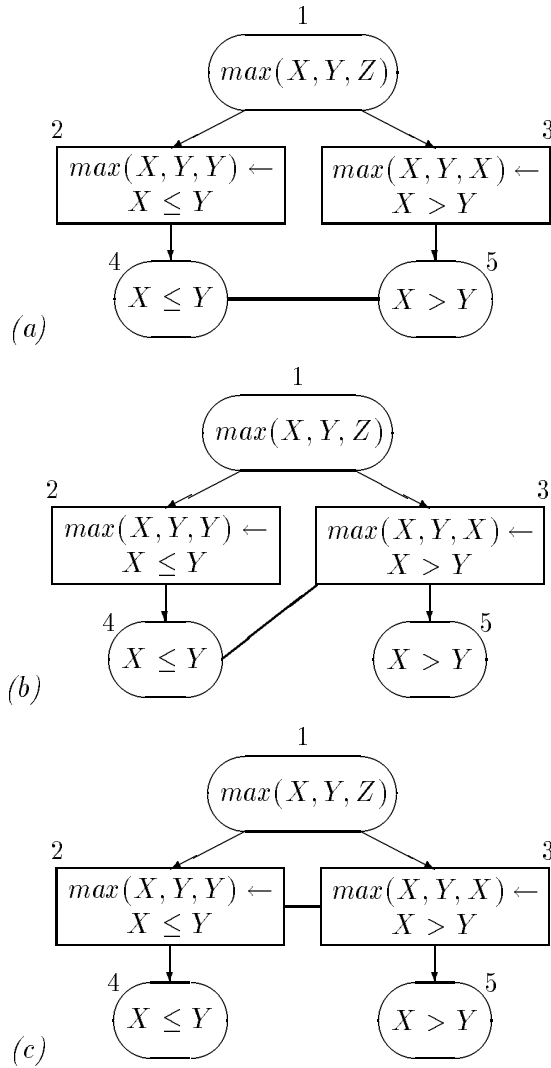 1
max(X, Y, Z)
2
3
max(X, Y, Y) ←
X ≤ Y
max(X, Y, X) ←
X > Y
4
5
X ≤ Y
X > Y
(a)
1
max(X, Y, Z)
2
3
max(X, Y, Y) ←
X ≤ Y
max(X, Y, X) ←
X > Y
4
5
X ≤ Y
X > Y
(b)
1
max(X, Y, Z)
2
3
max(X, Y, Y) ←
X ≤ Y
max(X, Y, X) ←
X > Y
4
5
X ≤ Y
X > Y
(c)